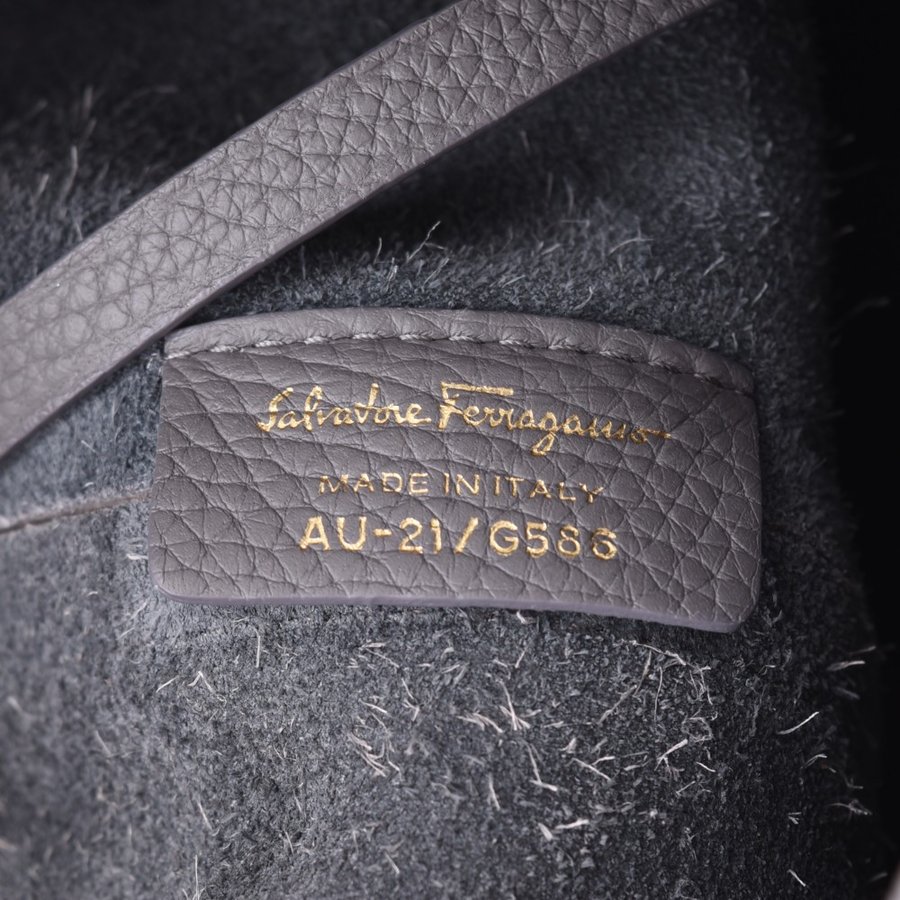 Salvatore Ferragamo
MADE IN ITALY
AU-21/G586